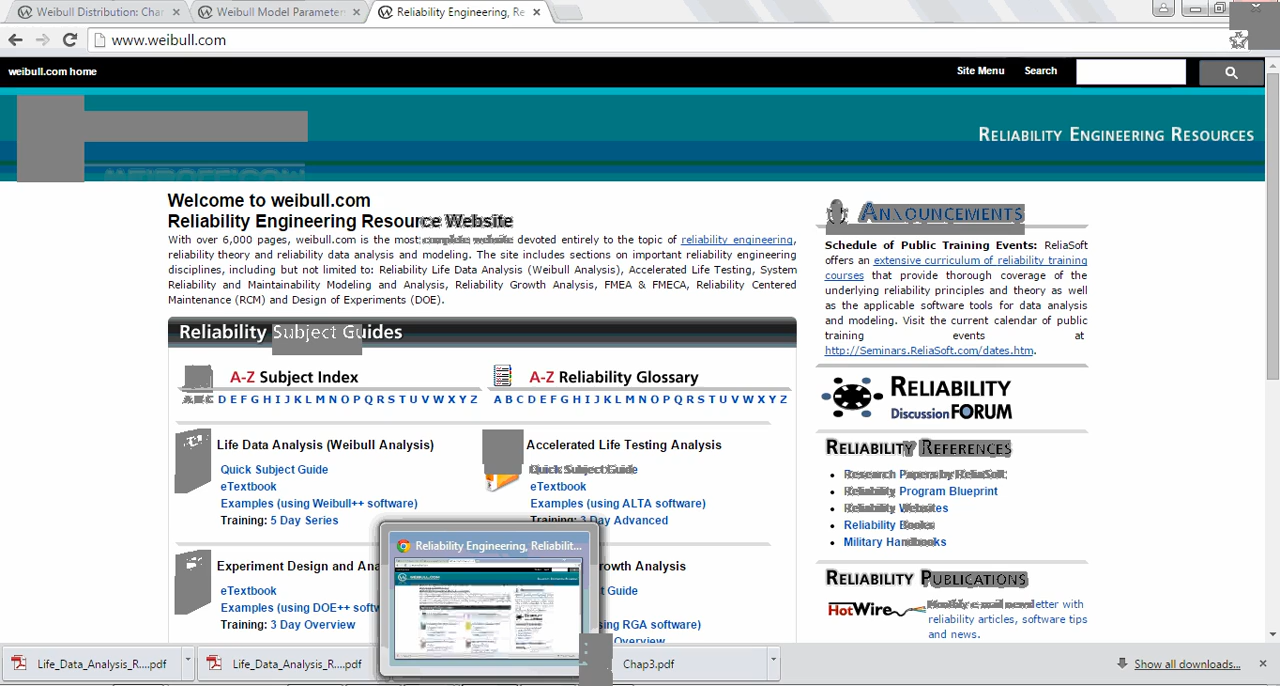 Weibull Distribution: Cha
Weibull Model Parameter
Reliability Engineering, Re
www.weibull.com
weibull.com home
Site Menu
Search
RELIABILITY ENGINEERING RESOURCES
Welcome to weibull.com
Reliability Engineering Resource Website
With over 6,000 pages, weibull.com is the most complete website devoted entirely to the topic of reliability engineering,
reliability theory and reliability data analysis and modeling. The site includes sections on important reliability engineering
disciplines, including but not limited to: Reliability Life Data Analysis (Weibull Analysis), Accelerated Life Testing, System
Reliability and Maintainability Modeling and Analysis, Reliability Growth Analysis, FMEA & FMECA, Reliability Centered
Maintenance (RCM) and Design of Experiments (DOE).
Reliability Subject Guides
A-Z Subject Index
A B C D E F G H I J K L M N O P Q R S T U V W X Y Z
A-Z Reliability Glossary
A B C D E F G H I J K L M N O P Q R S T U V W X Y Z
Life Data Analysis (Weibull Analysis)
Quick Subject Guide
eTextbook
Examples (using Weibull++ software)
Training: 5 Day Series
Accelerated Life Testing Analysis
Quick Subject Guide
eTextbook
Examples (using ALTA software)
Training: 3 Day Advanced
Experiment Design and Ana
eTextbook
Examples (using DOE++ softw
Training: 3 Day Overview
rowth Analysis
t Guide
ng RGA software)
Overview
ANNOUNCEMENTS
Schedule of Public Training Events: ReliaSoft
offers an extensive curriculum of reliability training
courses that provide thorough coverage of the
underlying reliability principles and theory as well
as the applicable software tools for data analysis
and modeling. Visit the current calendar of public
training events at
http://Seminars.ReliaSoft.com/dates.htm.
RELIABILITY
Discussion FORUM
RELIABILITY REFERENCES
Research Papers by ReliaSoft
Reliability Program Blueprint
Reliability Websites
Reliability Books
Military Handbooks
RELIABILITY PUBLICATIONS
HotWire
Monthly e-mail newsletter with
reliability articles, software tips
and news.
Reliability Engineering, Reliabilit...
WEIBULL.COM
Life_Data_Analysis_R....pdf
Life_Data_Analysis_R....pdf
Chap3.pdf
Show all downloads...